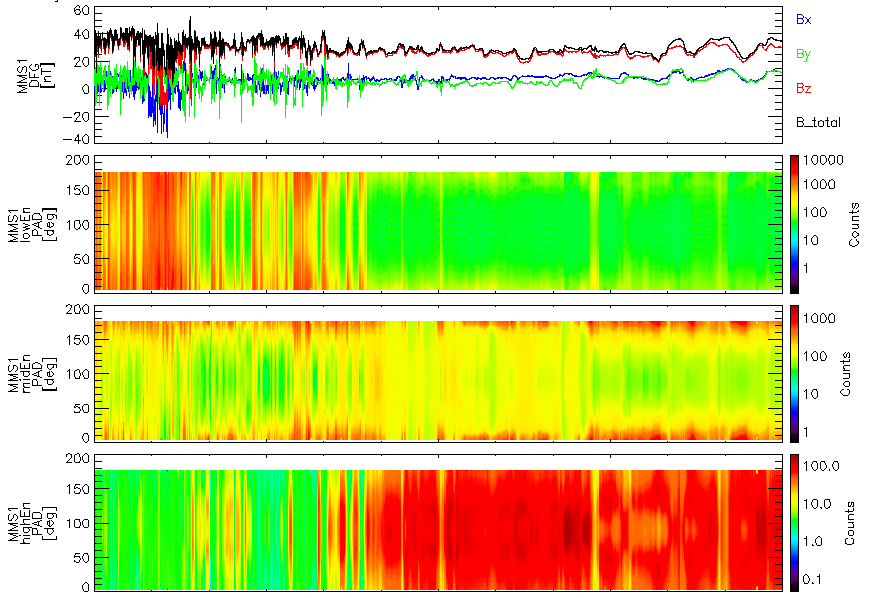 60
40
20
0
−20
−40
MMS1
DFG
[nT]
Bx
By
Bz
B_total
200
150
100
50
0
MMS1
lowEn
PAD
[deg]
10000
1000
100
10
1
Counts
200
150
100
50
0
MMS1
midEn
PAD
[deg]
1000
100
10
1
Counts
200
150
100
50
0
MMS1
highEn
PAD
[deg]
100.0
10.0
1.0
0.1
Counts